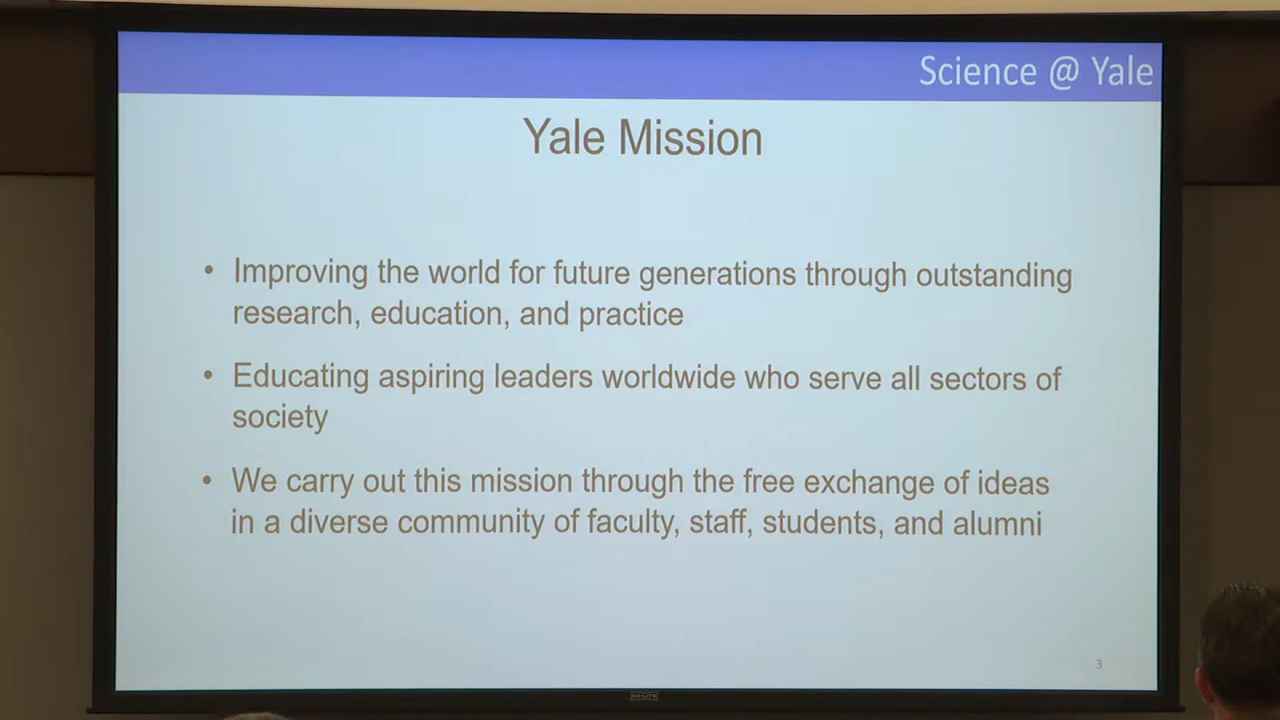 Science @ Yale
Yale Mission
• Improving the world for future generations through outstanding
research, education, and practice
• Educating aspiring leaders worldwide who serve all sectors of
society
• We carry out this mission through the free exchange of ideas
in a diverse community of faculty, staff, students, and alumni
3
DA-LITE